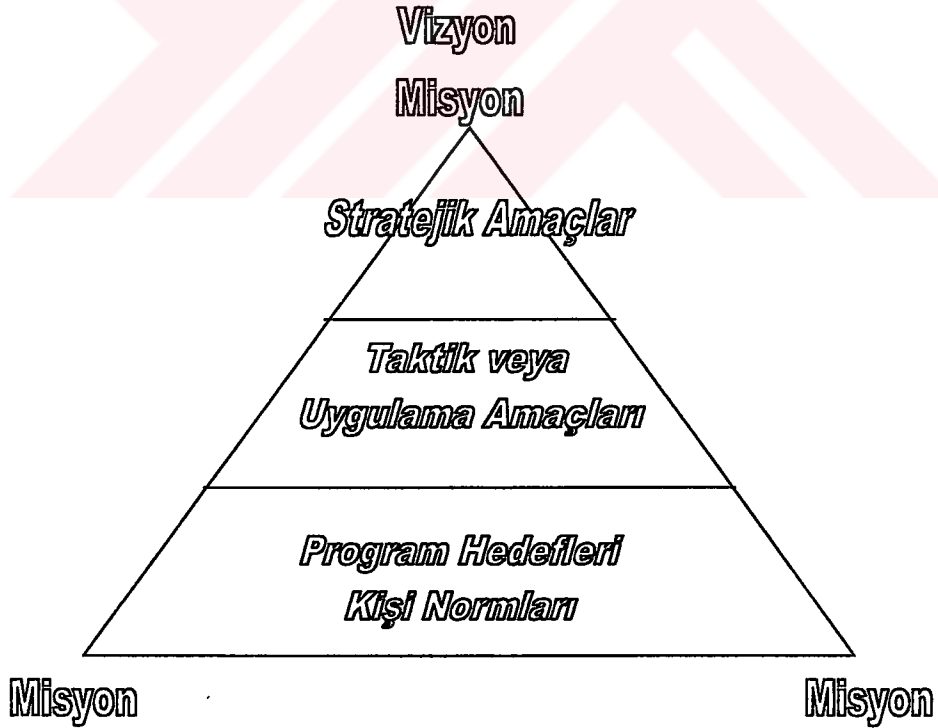 Vizyon
Misyon
Stratejik Amaçlar
Taktik veya
Uygulama Amaçları
Program Hedefleri
Kişi Normları
Misyon Misyon